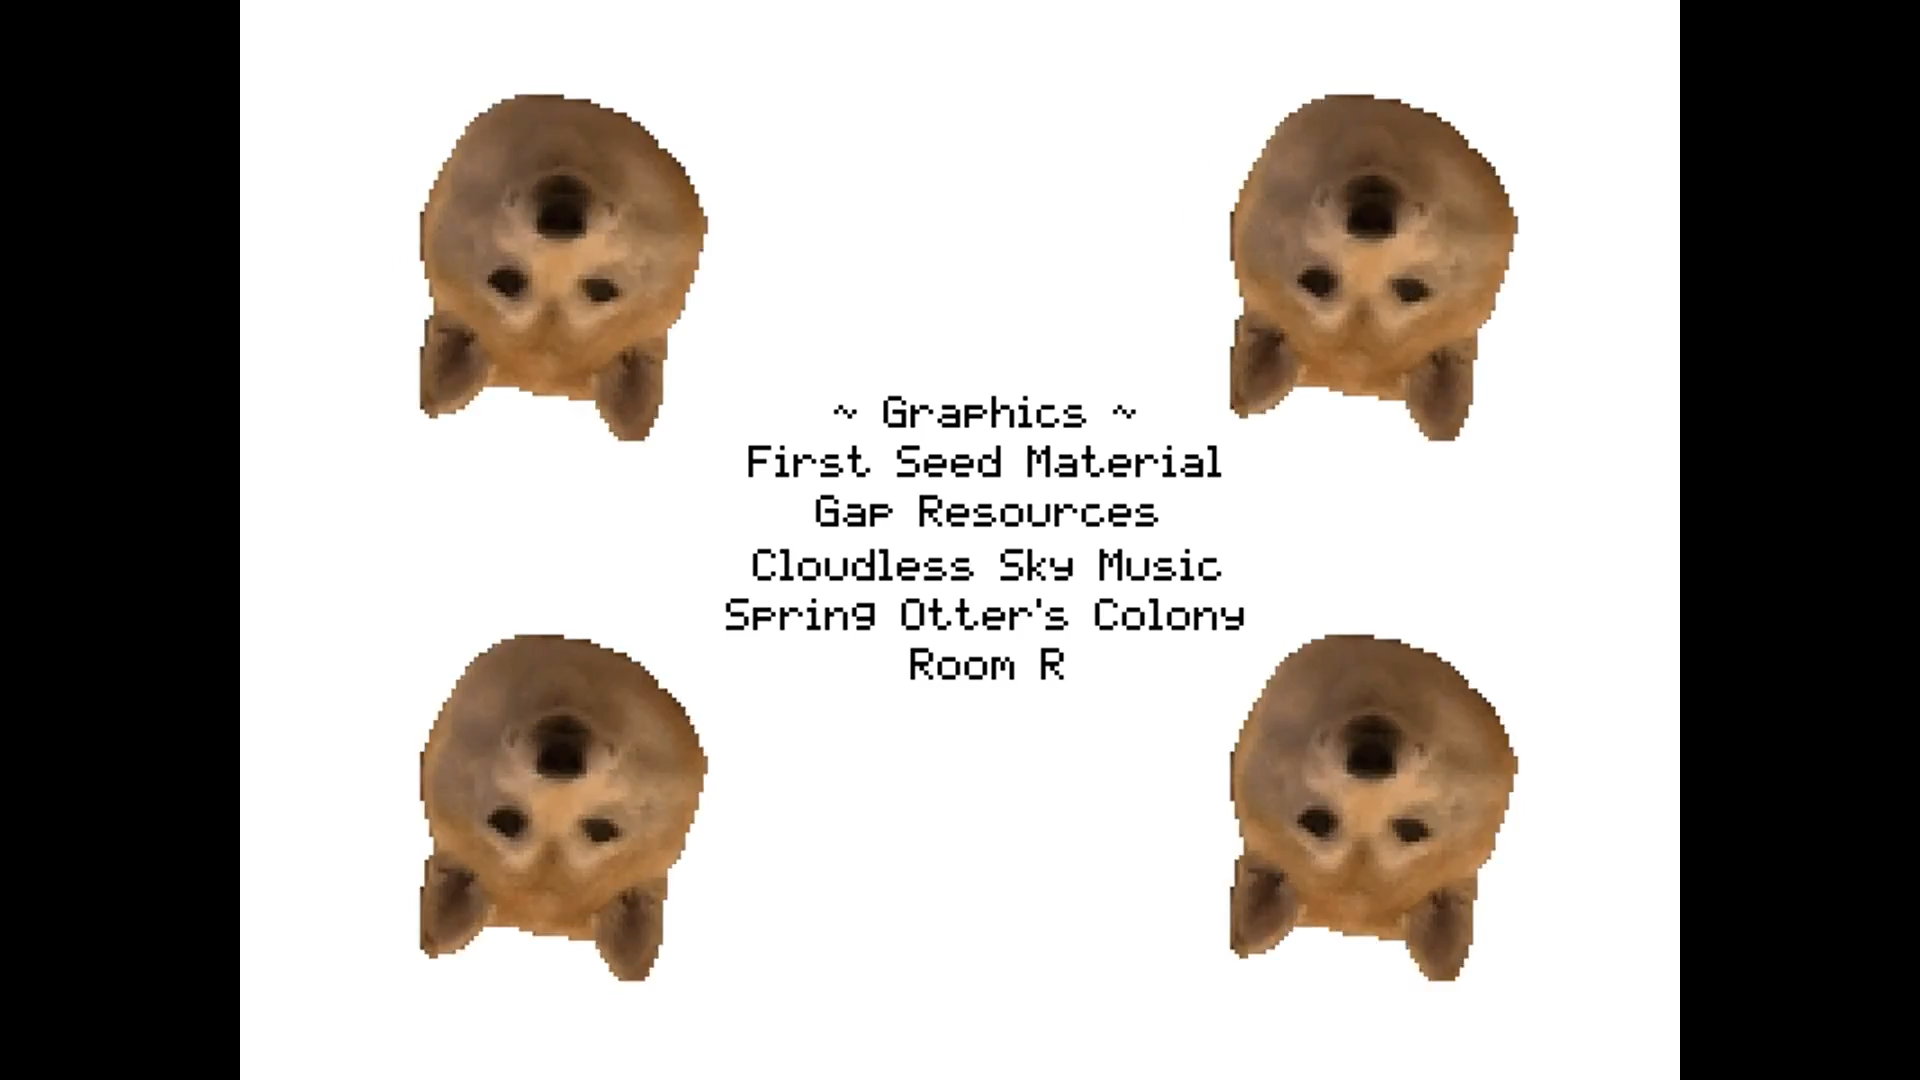 ~ Graphics ~
First Seed Material
Gap Resources
Cloudless Sky Music
Spring Otter's Colony
Room R